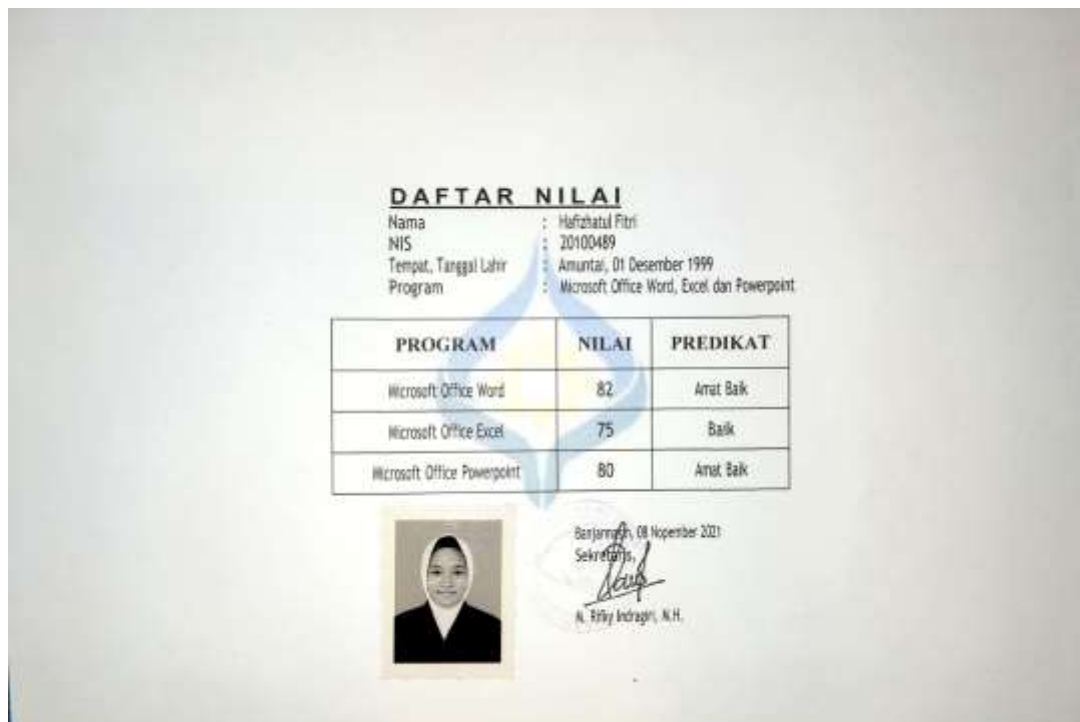 DAFTAR NILAI
Nama : Hafizhatul Fitri
NIS : 20100489
Tempat, Tanggal Lahir : Amuntai, 01 Desember 1999
Program : Microsoft Office Word, Excel dan Powerpoint
PROGRAM NILAI PREDIKAT
Microsoft Office Word 82 Amat Baik
Microsoft Office Excel 75 Baik
Microsoft Office Powerpoint 80 Amat Baik
Banjarmasin, 08 Nopember 2021
Sekretaris,
M. Rifky Indragiri, N.H.